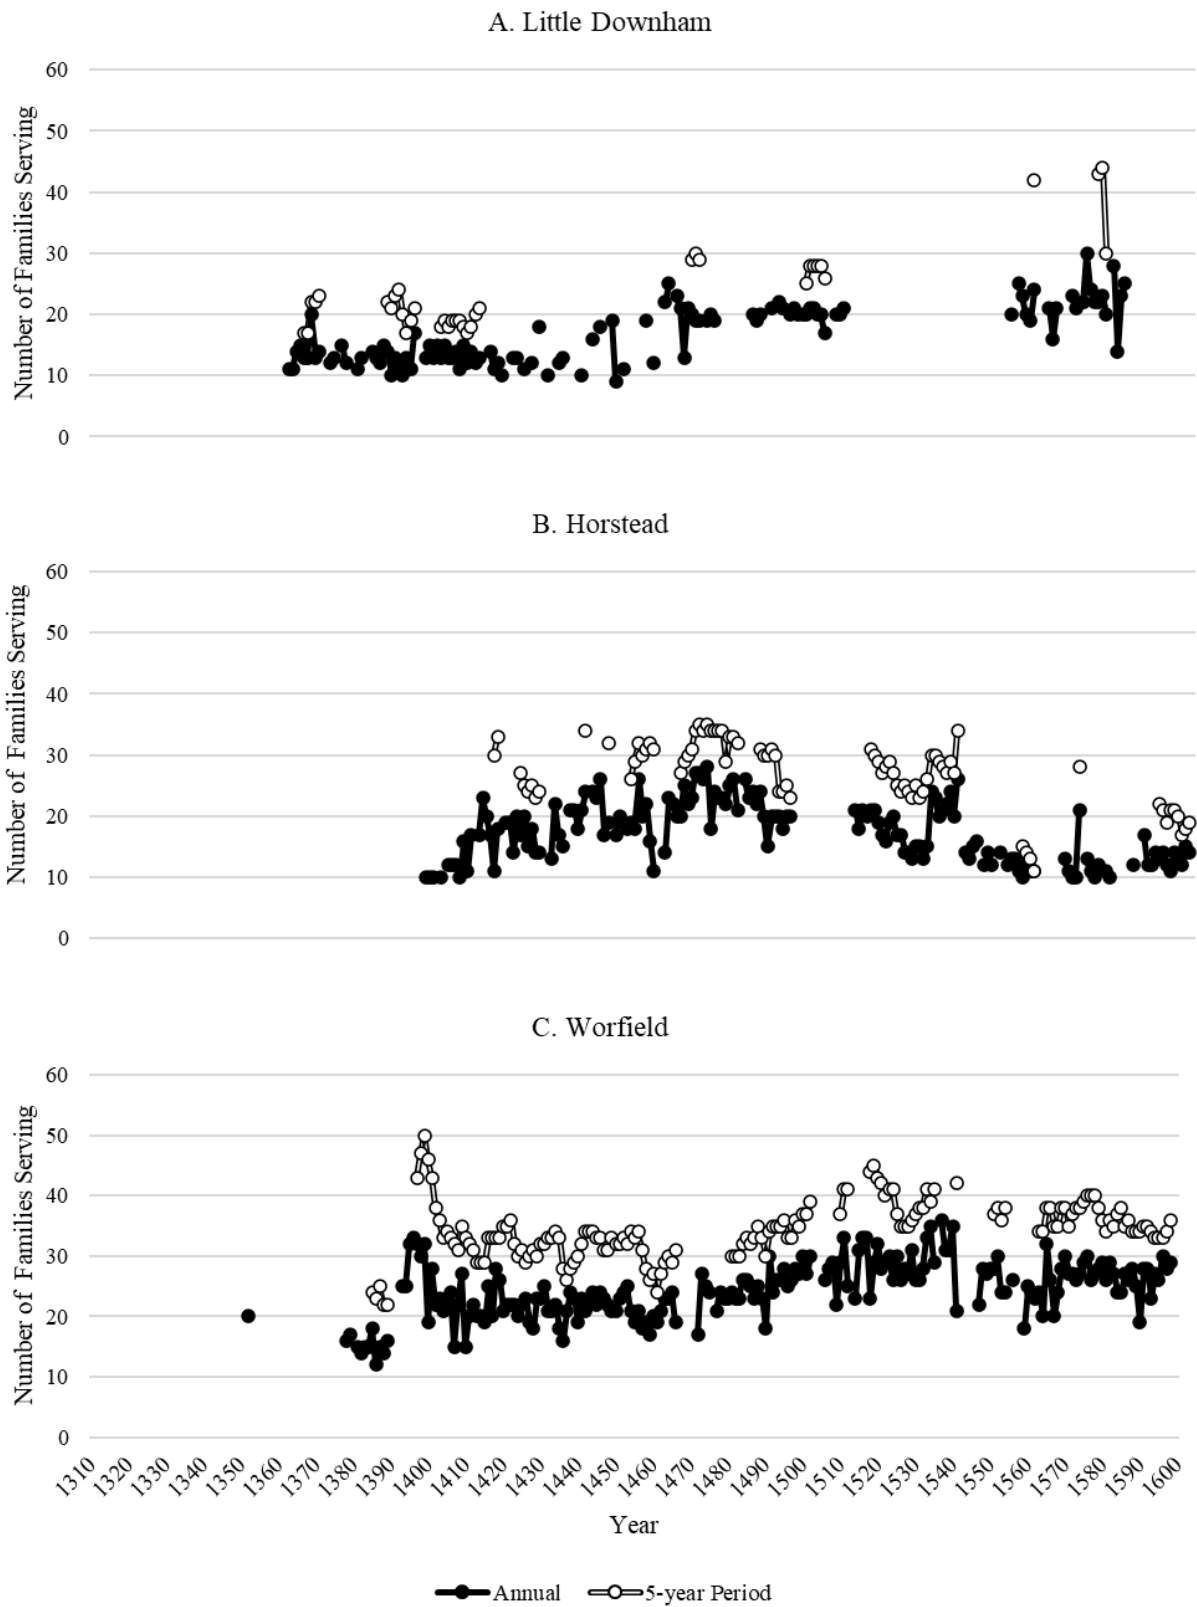 A. Little Downham
Number of Families Serving
60
50
40
30
20
10
0
B. Horstead
Number of Families Serving
60
50
40
30
20
10
0
C. Worfield
Number of Families Serving
60
50
40
30
20
10
0
1310 1320 1330 1340 1350 1360 1370 1380 1390 1400 1410 1420 1430 1440 1450 1460 1470 1480 1490 1500 1510 1520 1530 1540 1550 1560 1570 1580 1590 1600
Year
Annual 5-year Period